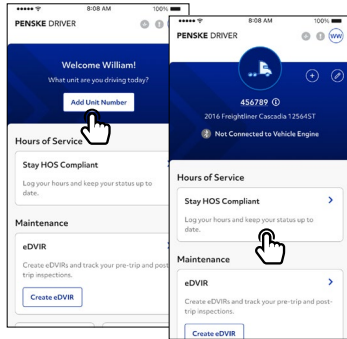 8:08 AM
100%
PENSKE DRIVER
Welcome William!
What unit are you driving today?
Add Unit Number
Hours of Service
Stay HOS Compliant
Log your hours and keep your status up to
date.
Maintenance
eDVIR
Create eDVIRs and track your pre-trip and post
trip inspections.
Create eDVIR
8:08 AM
100%
PENSKE DRIVER
WW
456789
2016 Freightliner Cascadia 12564ST
Not Connected to Vehicle Engine
Hours of Service
Stay HOS Compliant
Log your hours and keep your status up to
date.
Maintenance
eDVIR
Create eDVIRs and track your pre-trip and post-
trip inspections.
Create eDVIR